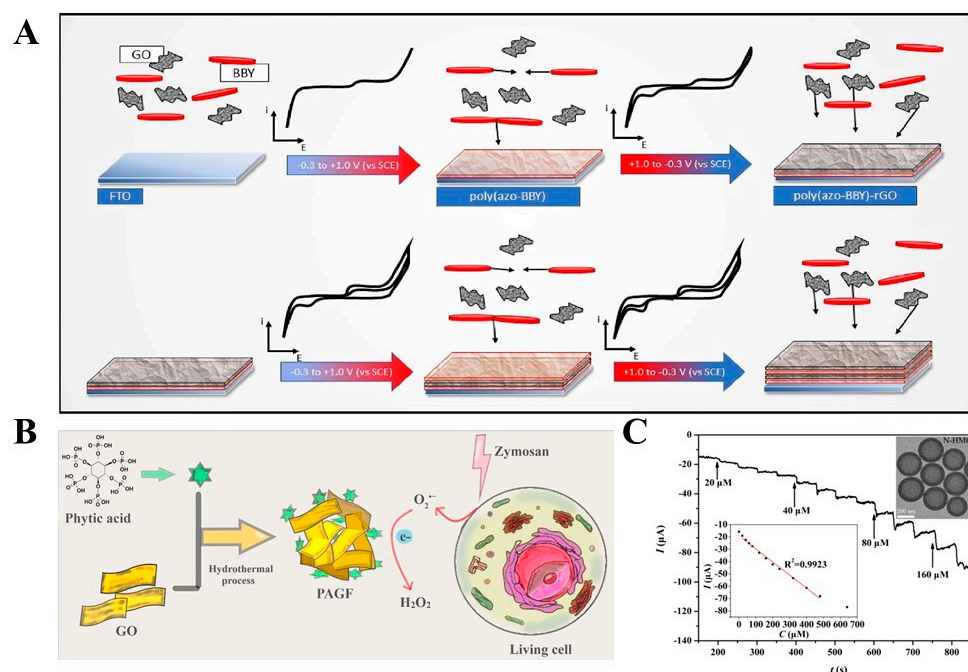 A
GO
BBY
i
E
-0.3 to +1.0 V (vs SCE)
FTO
poly(azo-BBY)
i
E
+1.0 to -0.3 V (vs SCE)
poly(azo-BBY)-rGO
i
E
-0.3 to +1.0 V (vs SCE)
i
E
+1.0 to -0.3 V (vs SCE)
B
Phytic acid
OH
HO
Hydrothermal
process
GO
PAGF
O₂•⁻
e-
H₂O₂
Zymosan
Living cell
C
I (μA)
0
-20
-40
-60
-80
-100
-120
-140
20 μM
40 μM
80 μM
160 μM
N-HMC
200 nm
I (μA)
-10
-20
-30
-40
-50
-60
-70
-80
R²=0.9923
0 100 200 300 400 500 600 700
C (μM)
200 300 400 500 600 700 800
t (s)